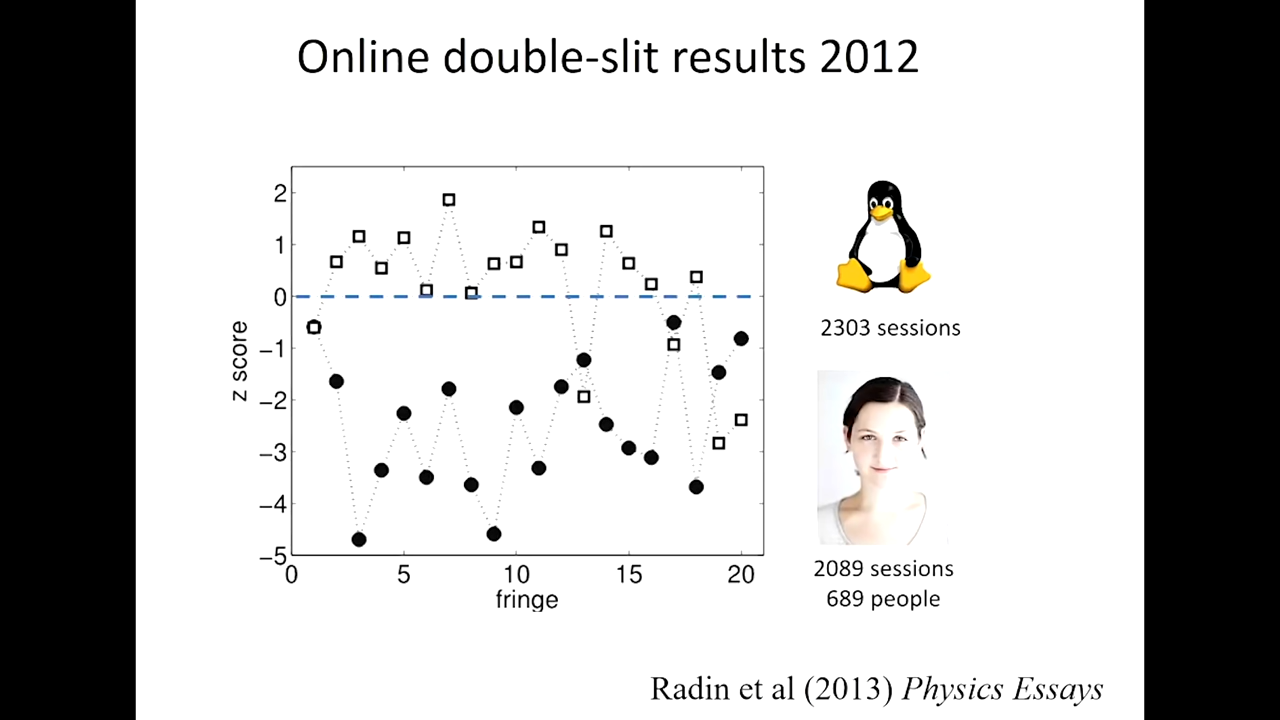 Online double-slit results 2012
2
1
0
−1
−2
−3
−4
−5
z score
0 5 10 15 20
fringe
2303 sessions
2089 sessions
689 people
Radin et al (2013) Physics Essays